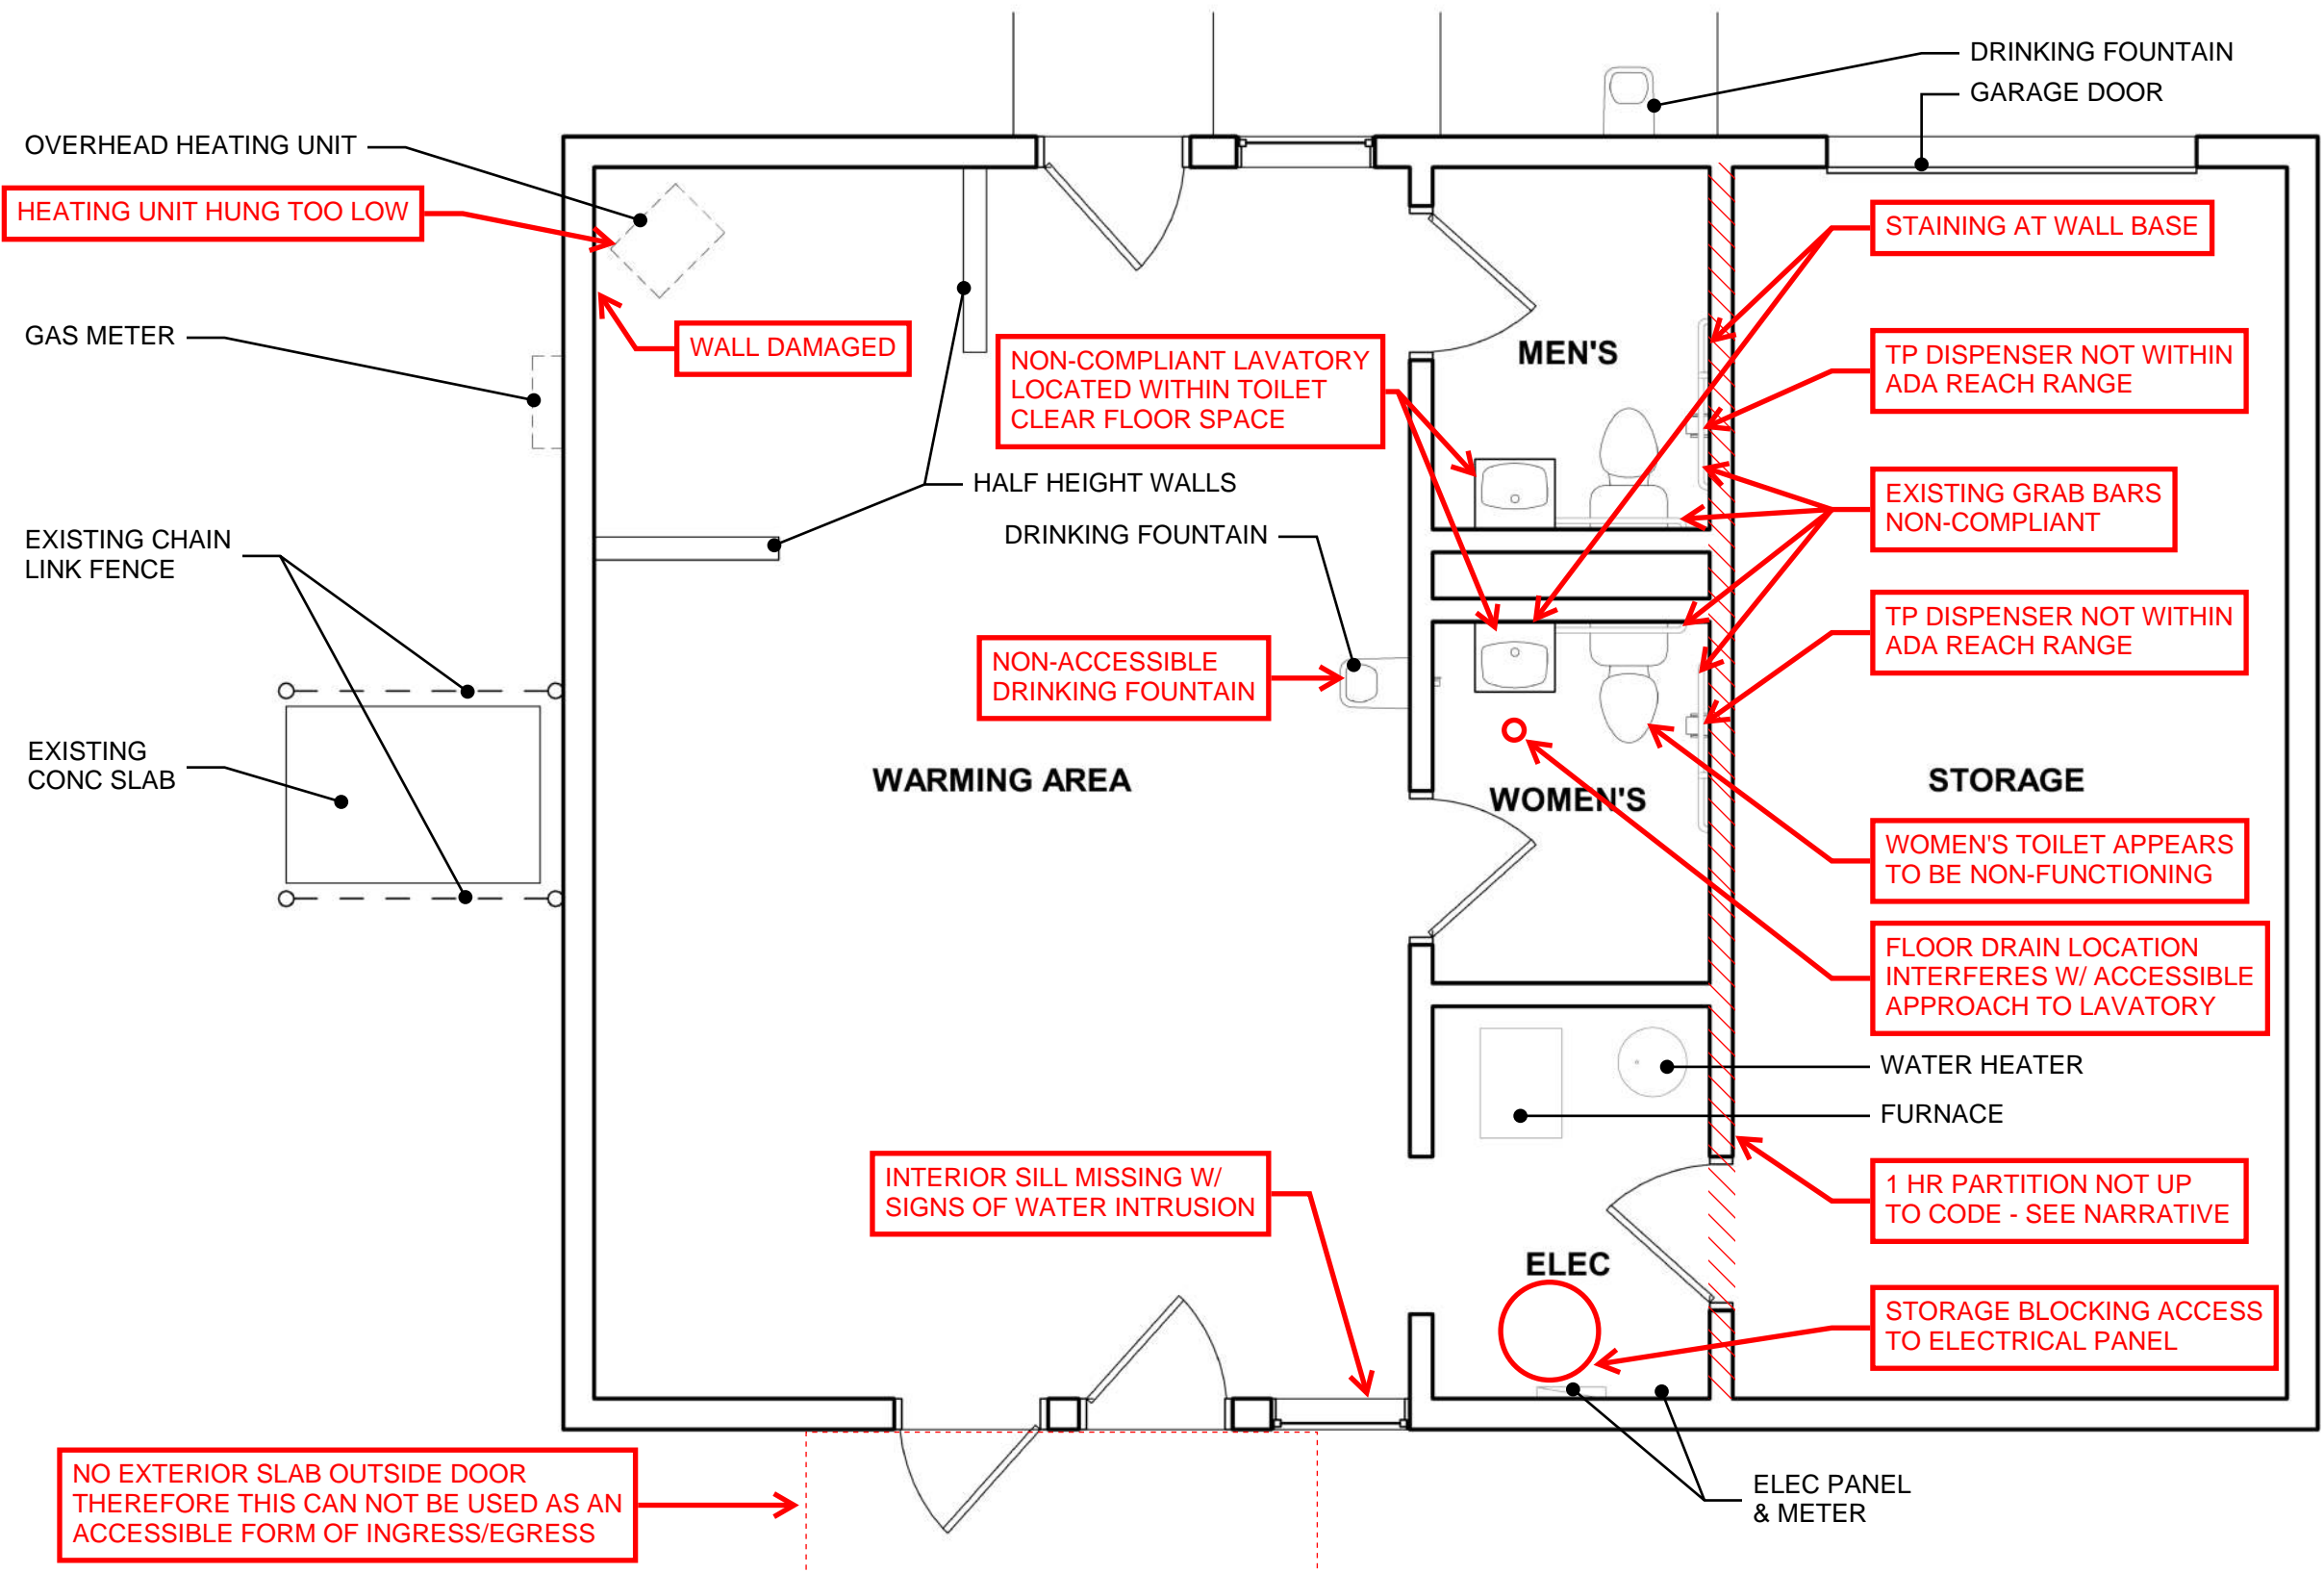 DRINKING FOUNTAIN
GARAGE DOOR
OVERHEAD HEATING UNIT
HEATING UNIT HUNG TOO LOW
STAINING AT WALL BASE
GAS METER
WALL DAMAGED
NON-COMPLIANT LAVATORY
LOCATED WITHIN TOILET
CLEAR FLOOR SPACE
MEN'S
TP DISPENSER NOT WITHIN
ADA REACH RANGE
HALF HEIGHT WALLS
EXISTING GRAB BARS
NON-COMPLIANT
EXISTING CHAIN
LINK FENCE
DRINKING FOUNTAIN
TP DISPENSER NOT WITHIN
ADA REACH RANGE
NON-ACCESSIBLE
DRINKING FOUNTAIN
EXISTING
CONC SLAB
WARMING AREA
WOMEN'S
STORAGE
WOMEN'S TOILET APPEARS
TO BE NON-FUNCTIONING
FLOOR DRAIN LOCATION
INTERFERES W/ ACCESSIBLE
APPROACH TO LAVATORY
WATER HEATER
FURNACE
INTERIOR SILL MISSING W/
SIGNS OF WATER INTRUSION
1 HR PARTITION NOT UP
TO CODE - SEE NARRATIVE
ELEC
STORAGE BLOCKING ACCESS
TO ELECTRICAL PANEL
NO EXTERIOR SLAB OUTSIDE DOOR
THEREFORE THIS CAN NOT BE USED AS AN
ACCESSIBLE FORM OF INGRESS/EGRESS
ELEC PANEL
& METER